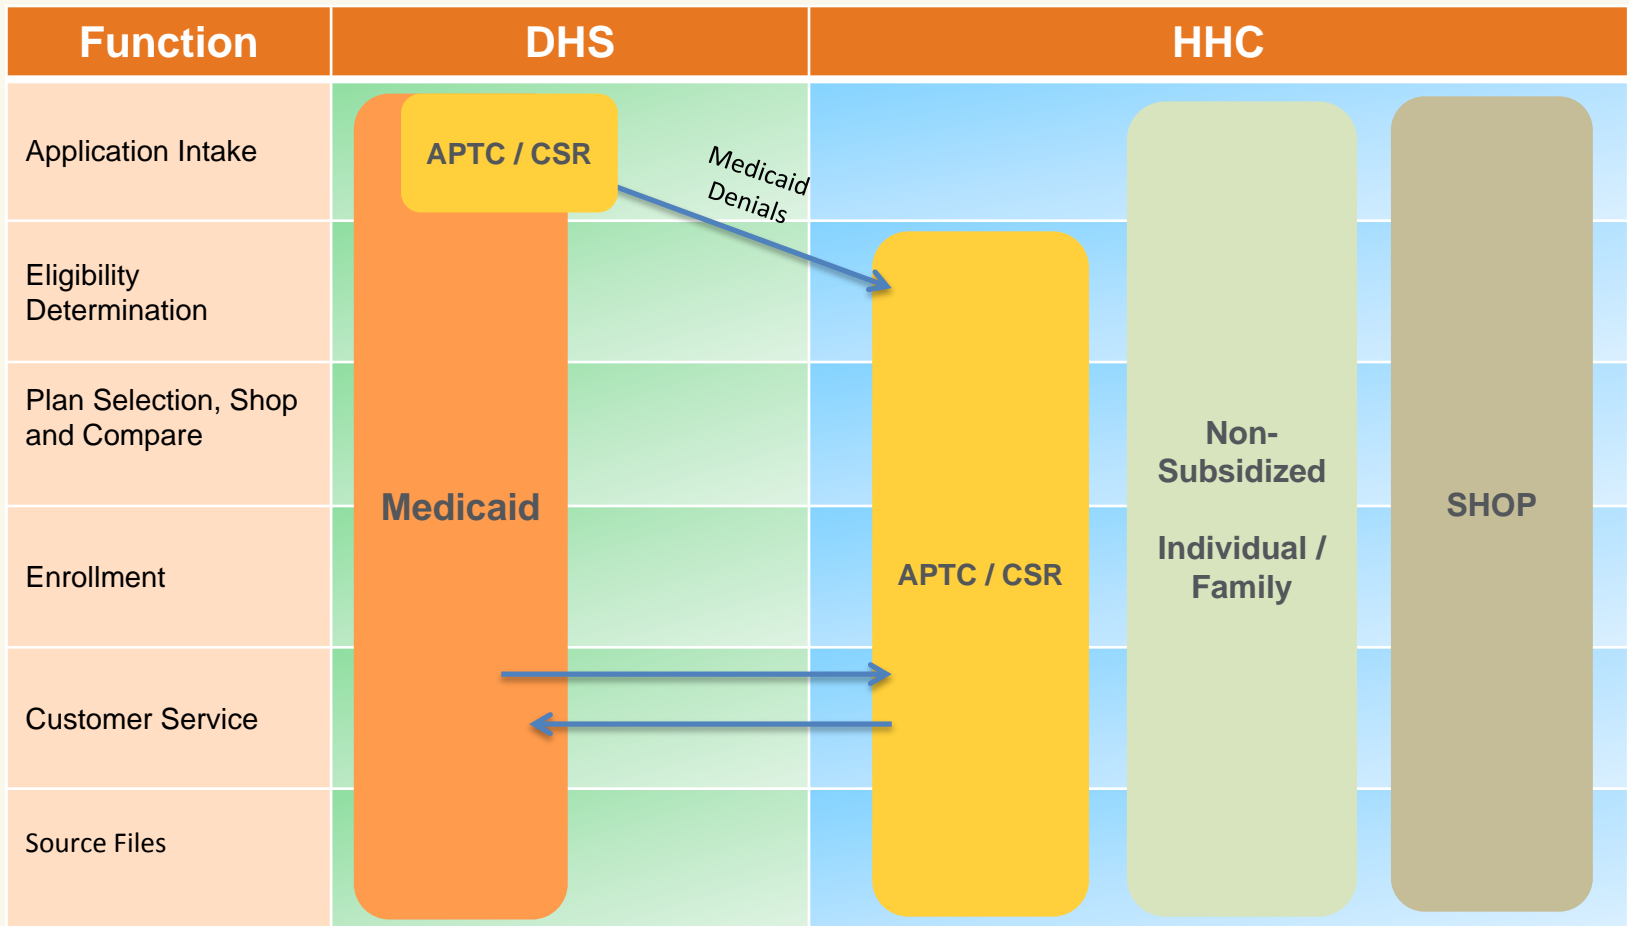 Function
DHS
HHC
Application Intake
APTC / CSR
Medicaid
Denials
Eligibility
Determination
Plan Selection, Shop
and Compare
Non-
Subsidized
Individual /
Family
Medicaid
SHOP
Enrollment
APTC / CSR
Customer Service
Source Files